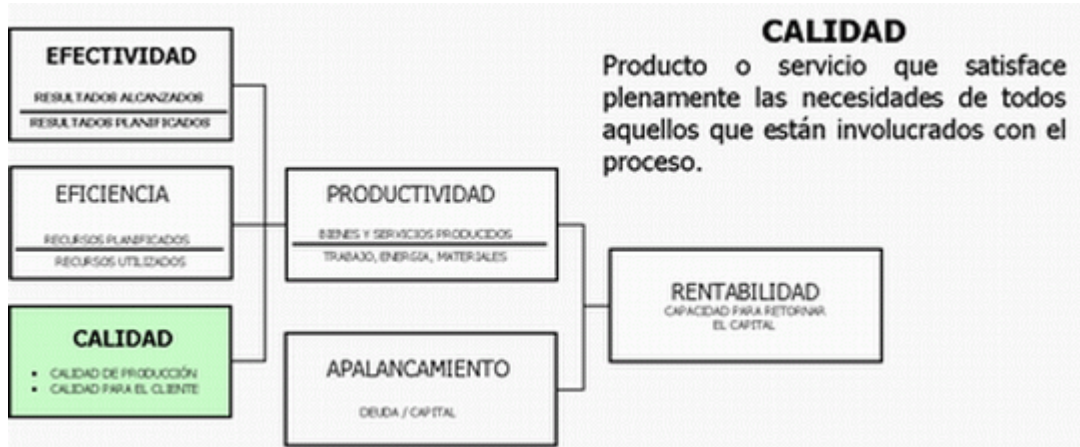 EFECTIVIDAD
RESULTADOS ALCANZADOS
RESULTADOS PLANIFICADOS
EFICIENCIA
RECURSOS PLANIFICADOS
RECURSOS UTILIZADOS
CALIDAD
• CALIDAD DE PRODUCCIÓN
• CALIDAD PARA EL CLIENTE
PRODUCTIVIDAD
BIENES Y SERVICIOS PRODUCIDOS
TRABAJO, ENERGIA, MATERIALES
APALANCAMIENTO
DEUDA / CAPITAL
RENTABILIDAD
CAPACIDAD PARA RETORNAR
EL CAPITAL
CALIDAD
Producto o servicio que satisface
plenamente las necesidades de todos
aquellos que están involucrados con el
proceso.